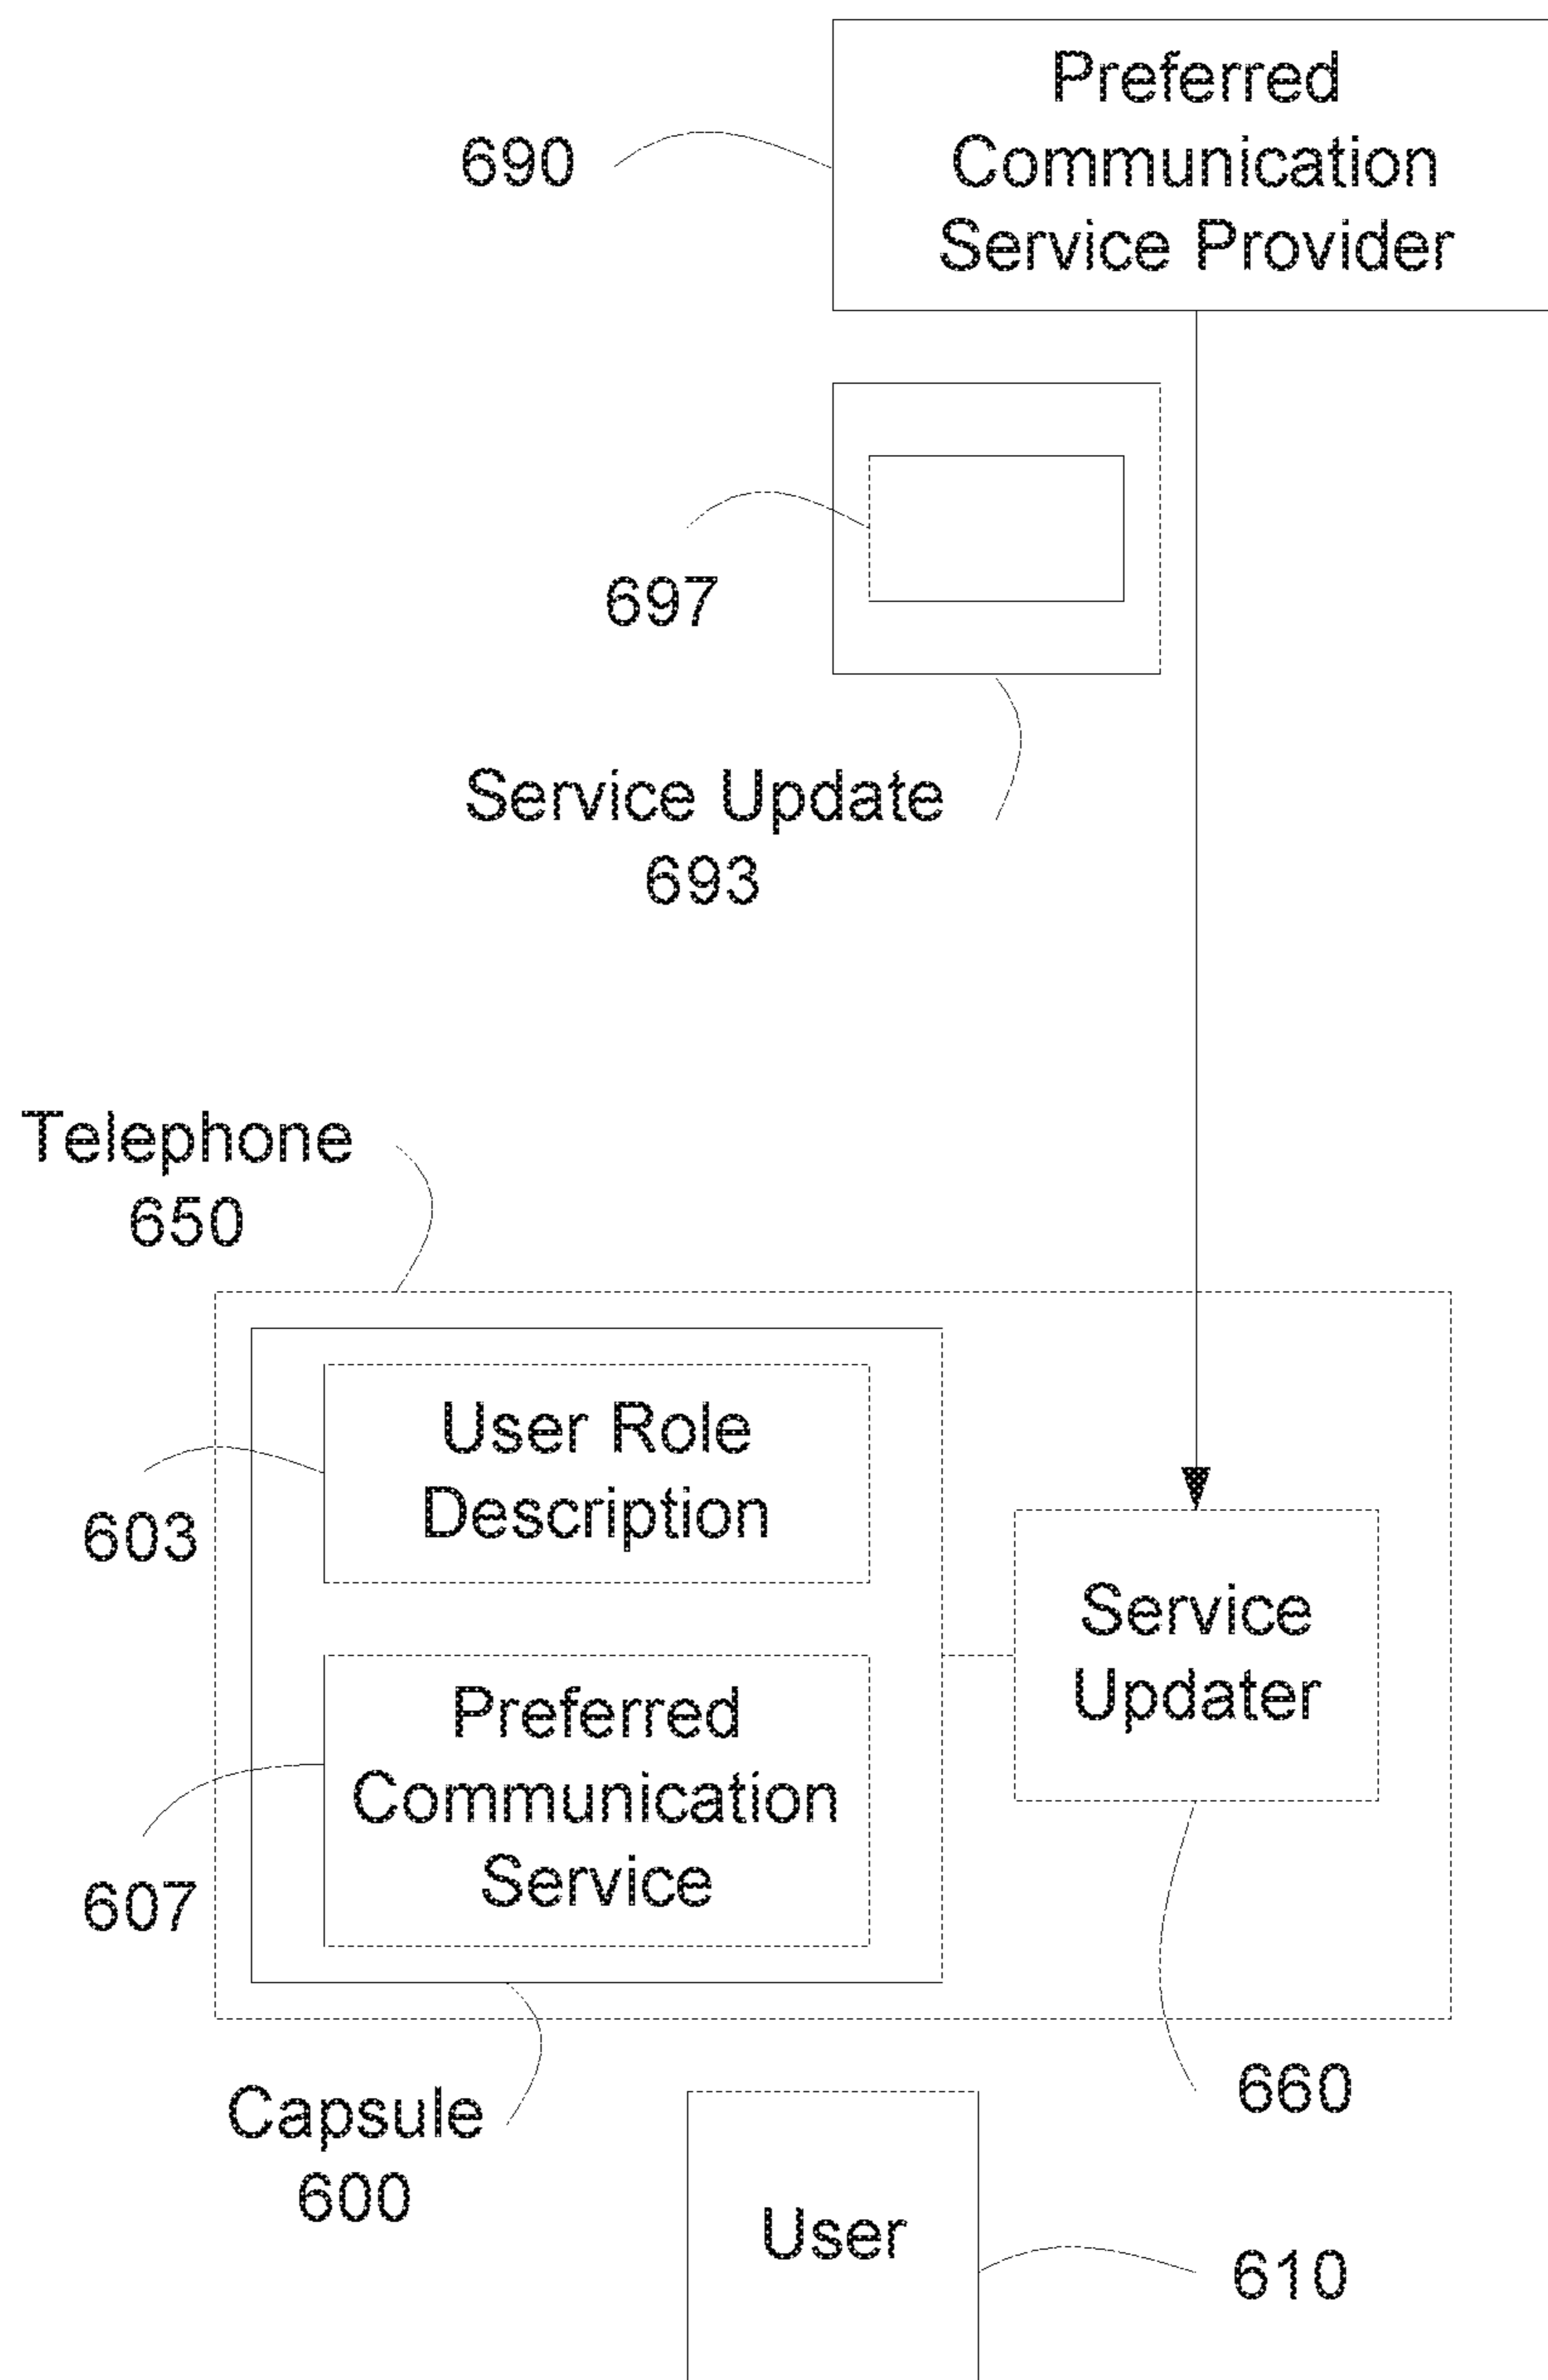 Preferred
Communication
Service Provider
690
697
Service Update
693
Telephone
650
User Role
Description
603
Service
Updater
Preferred
Communication
Service
607
660
Capsule
600
User
610